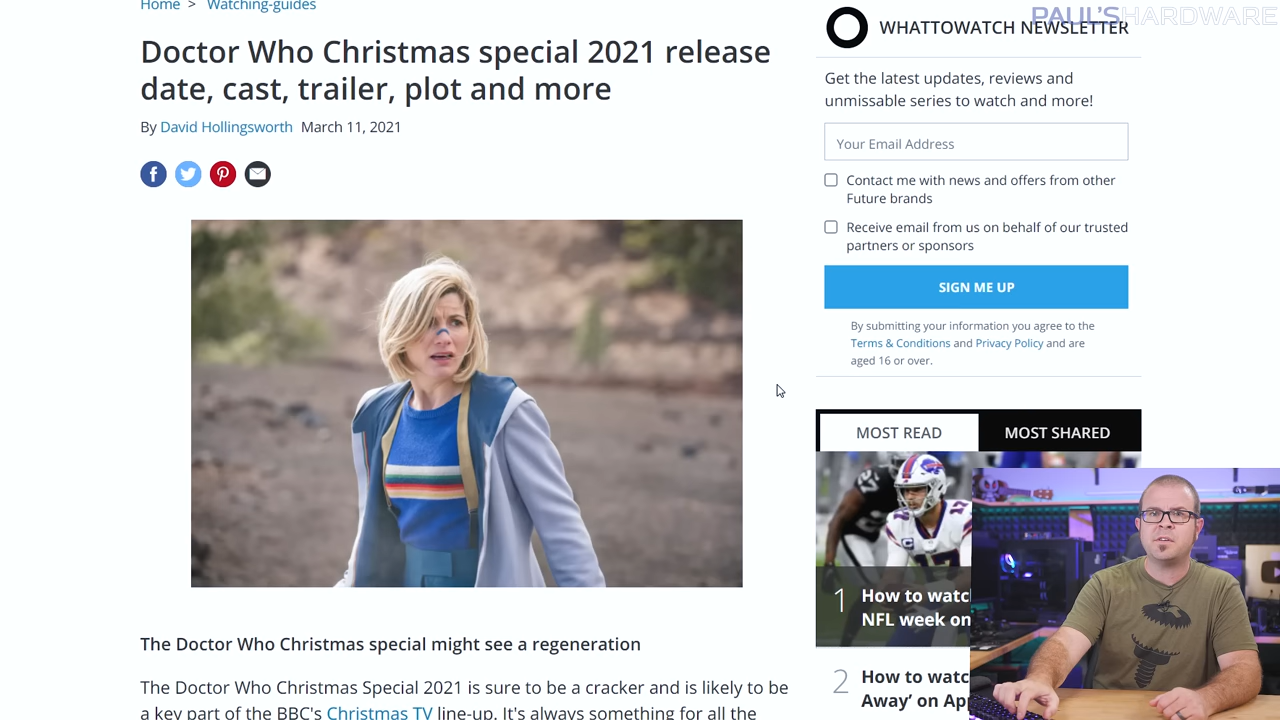 Home > Watching-guides
Doctor Who Christmas special 2021 release
date, cast, trailer, plot and more
By David Hollingsworth March 11, 2021
The Doctor Who Christmas special might see a regeneration
The Doctor Who Christmas Special 2021 is sure to be a cracker and is likely to be
a key part of the BBC's Christmas TV line-up. It's always something for all the
PAUL'SHARDWARE
WHATTOWATCH NEWSLETTER
Get the latest updates, reviews and
unmissable series to watch and more!
Your Email Address
Contact me with news and offers from other
Future brands
Receive email from us on behalf of our trusted
partners or sponsors
SIGN ME UP
By submitting your information you agree to the
Terms & Conditions and Privacy Policy and are
aged 16 or over.
MOST READ MOST SHARED
1 How to watc
NFL week on
2 How to watc
Away' on Ap